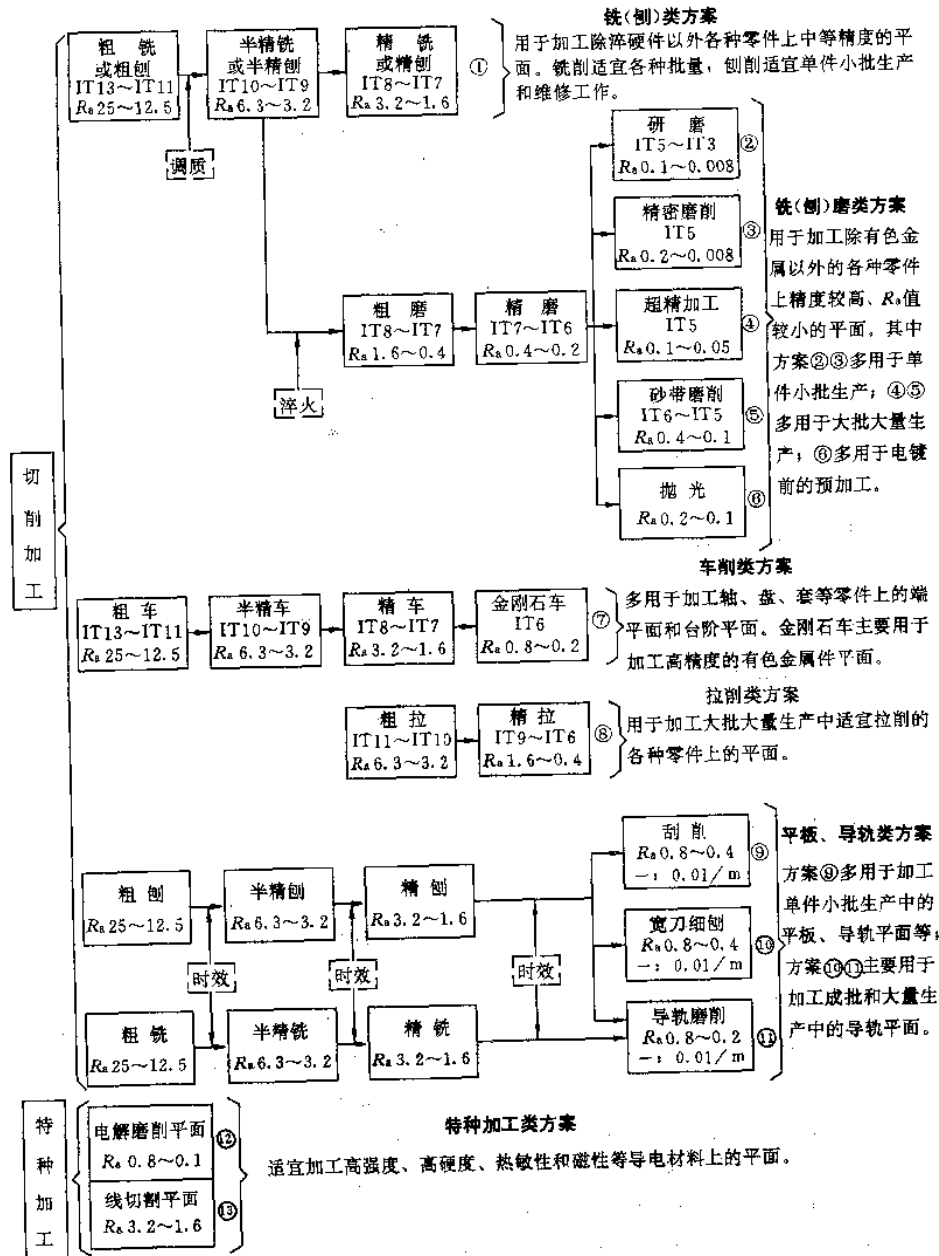 铣(刨)类方案
粗 铣
或粗刨
IT13～IT11
Ra25～12.5
半精铣
或半精刨
IT10～IT9
Ra6.3～3.2
精 铣
或精刨
IT8～IT7
Ra3.2～1.6
①
用于加工除淬硬件以外各种零件上中等精度的平
面。铣削适宜各种批量，刨削适宜单件小批生产
和维修工作。
调质
研 磨
IT5～IT3
Ra0.1～0.008
②
精密磨削
IT5
Ra0.2～0.008
③
粗 磨
IT8～IT7
Ra1.6～0.4
精 磨
IT7～IT6
Ra0.4～0.2
超精加工
IT5
Ra0.1～0.05
④
淬火
砂带磨削
IT6～IT5
Ra0.4～0.1
⑤
抛 光
Ra0.2～0.1
⑥
铣(刨)磨类方案
用于加工除有色金
属以外的各种零件
上精度较高、Ra值
较小的平面，其中
方案②③多用于单
件小批生产；④⑤
多用于大批大量生
产；⑥多用于电镀
前的预加工。
切
削
加
工
车削类方案
粗 车
IT13～IT11
Ra25～12.5
半精车
IT10～IT9
Ra6.3～3.2
精 车
IT8～IT7
Ra3.2～1.6
金刚石车
IT6
Ra0.8～0.2
⑦
多用于加工轴、盘、套等零件上的端
平面和台阶平面。金刚石车主要用于
加工高精度的有色金属件平面。
拉削类方案
粗 拉
IT11～IT10
Ra6.3～3.2
精 拉
IT9～IT6
Ra1.6～0.4
⑧
用于加工大批大量生产中适宜拉削的
各种零件上的平面。
粗 刨
Ra25～12.5
半精刨
Ra6.3～3.2
精 刨
Ra3.2～1.6
刮 削
Ra0.8～0.4
—：0.01/m
⑨
宽刀细刨
Ra0.8～0.4
—：0.01/m
⑩
时效
时效
时效
粗 铣
Ra25～12.5
半精铣
Ra6.3～3.2
精 铣
Ra3.2～1.6
导轨磨削
Ra0.8～0.2
—：0.01/m
⑪
平板、导轨类方案
方案⑨多用于加工
单件小批生产中的
平板、导轨平面等；
方案⑩⑪主要用于
加工成批和大量生
产中的导轨平面。
特
种
加
工
电解磨削平面
Ra0.8～0.1
⑫
线切割平面
Ra3.2～1.6
⑬
特种加工类方案
适宜加工高强度、高硬度、热敏性和磁性等导电材料上的平面。